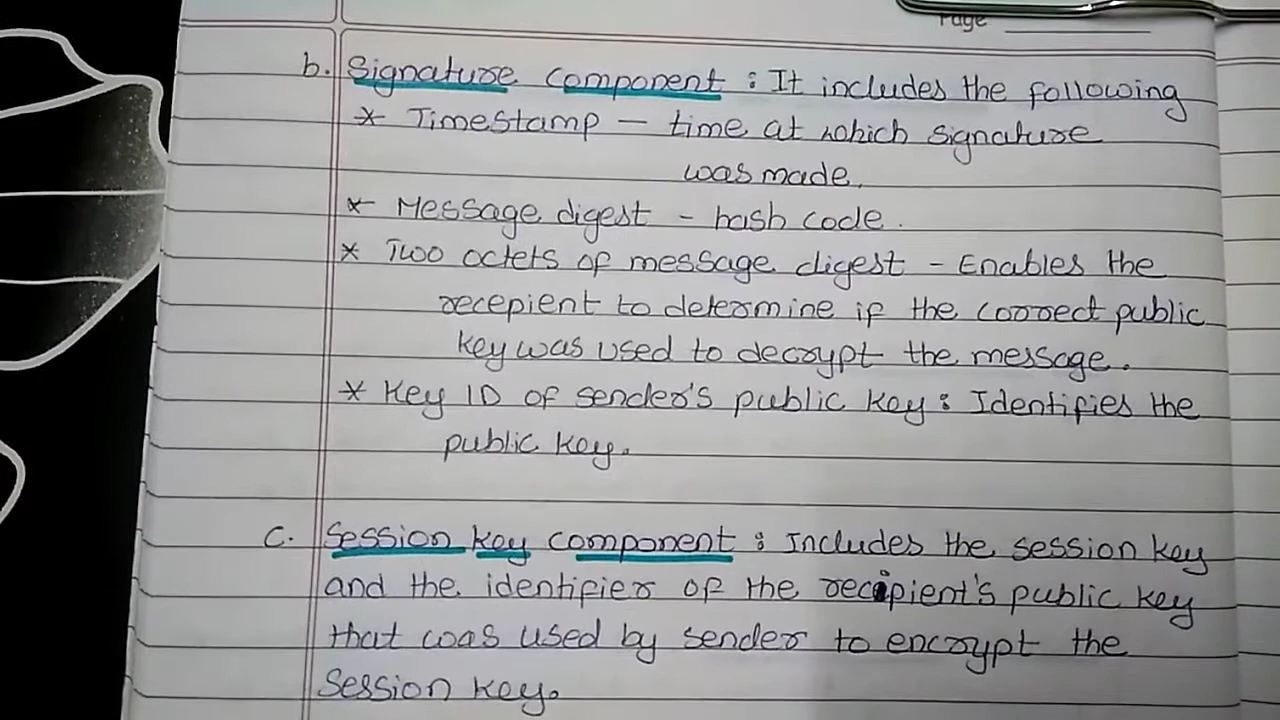 Page
b. Signature component : It includes the following
* Timestamp – time at which signature
was made.
* Message digest – hash code.
* Two octets of message digest – Enables the
recepient to determine if the correct public
key was used to decrypt the message.
* Key ID of sender's public key : Identifies the
public key.
c. Session key component : Includes the session key
and the identifier of the recipient's public key
that was used by sender to encrypt the
session key.